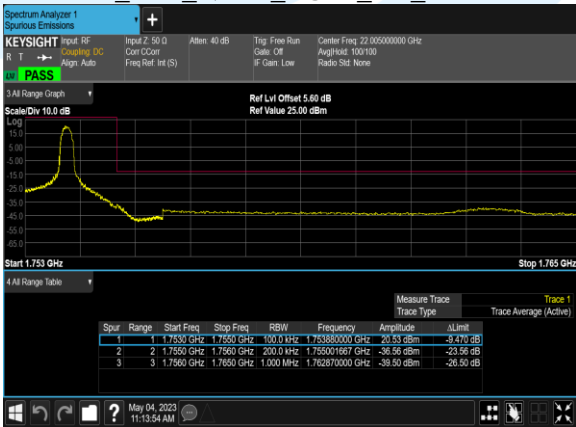 Spectrum Analyzer 1
Spurious Emissions
KEYSIGHT Input: RF Input Z: 50 Ω Atten: 40 dB Trig: Free Run Center Freq: 22.005000000 GHz
R T Coupling: DC Corr CCorr Gate: Off Avg|Hold: 100/100
Align: Auto Freq Ref: Int (S) IF Gain: Low Radio Std: None
PASS
3 All Range Graph
Ref Lvl Offset 5.60 dB
Scale/Div 10.0 dB Ref Value 25.00 dBm
Log
15.0
5.00
-5.00
-15.0
-25.0
-35.0
-45.0
-55.0
-65.0
Start 1.753 GHz Stop 1.765 GHz
4 All Range Table
Measure Trace Trace 1
Trace Type Trace Average (Active)
Spur Range Start Freq Stop Freq RBW Frequency Amplitude ΔLimit
1 1 1.7530 GHz 1.7550 GHz 100.0 kHz 1.753880000 GHz 20.53 dBm -9.470 dB
2 2 1.7550 GHz 1.7560 GHz 200.0 kHz 1.755001667 GHz -36.56 dBm -23.56 dB
3 3 1.7560 GHz 1.7650 GHz 1.000 MHz 1.762870000 GHz -39.50 dBm -26.50 dB
? May 04, 2023
11:13:54 AM